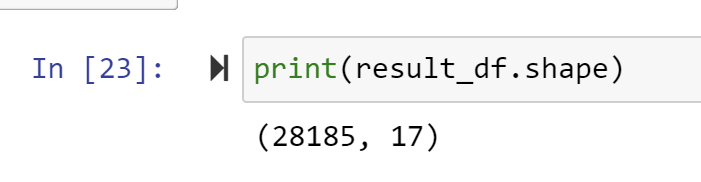 In [23]: print(result_df.shape)
(28185, 17)